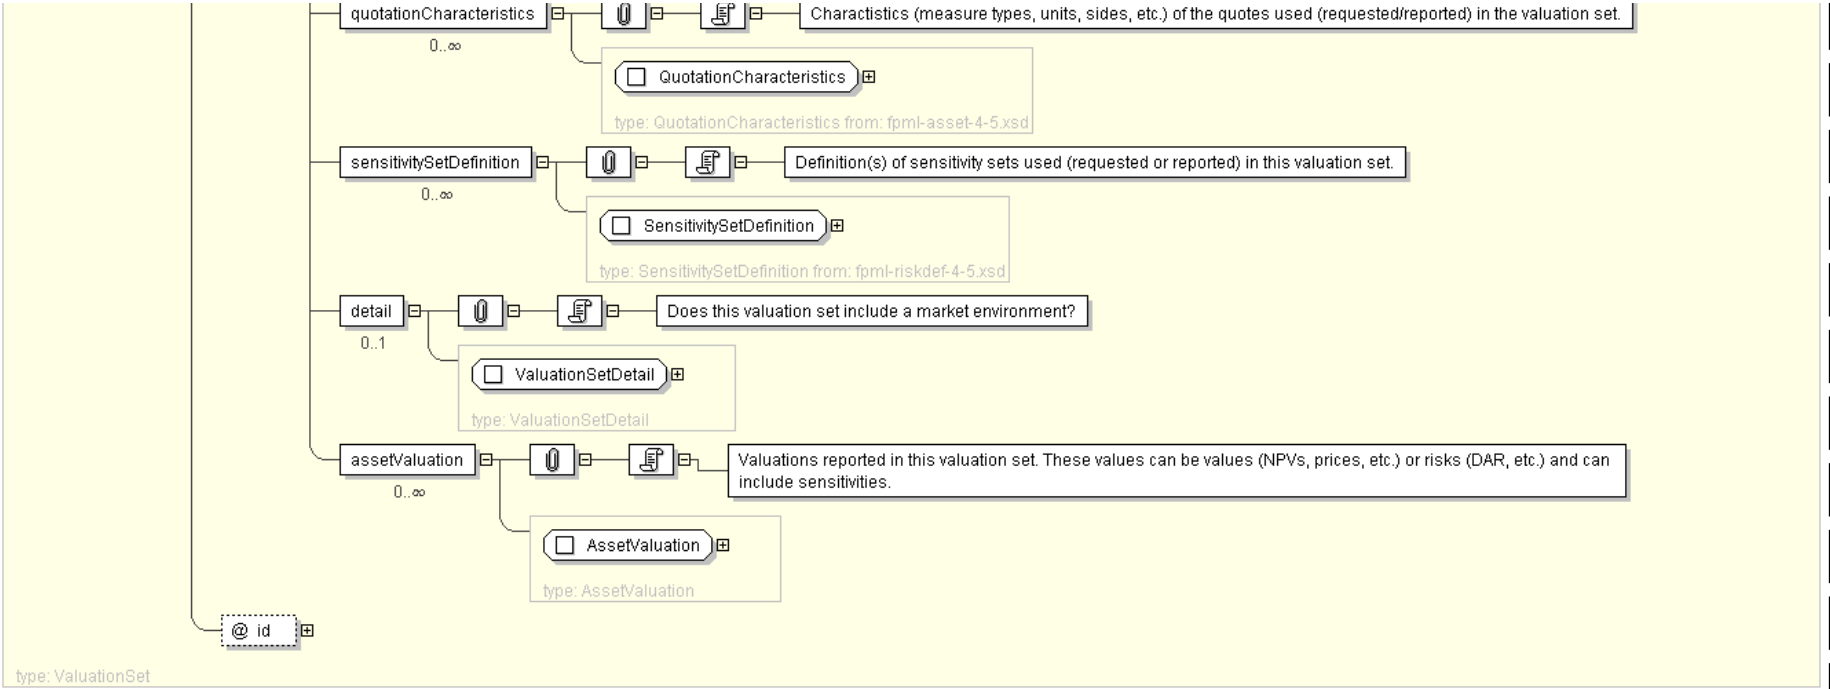 quotationCharacteristics
Charactistics (measure types, units, sides, etc.) of the quotes used (requested/reported) in the valuation set.
0..∞
QuotationCharacteristics
type: QuotationCharacteristics from: fpml-asset-4-5.xsd
sensitivitySetDefinition
Definition(s) of sensitivity sets used (requested or reported) in this valuation set.
0..∞
SensitivitySetDefinition
type: SensitivitySetDefinition from: fpml-riskdef-4-5.xsd
detail
Does this valuation set include a market environment?
0..1
ValuationSetDetail
type: ValuationSetDetail
assetValuation
Valuations reported in this valuation set. These values can be values (NPVs, prices, etc.) or risks (DAR, etc.) and can
include sensitivities.
0..∞
AssetValuation
type: AssetValuation
@ id
type: ValuationSet